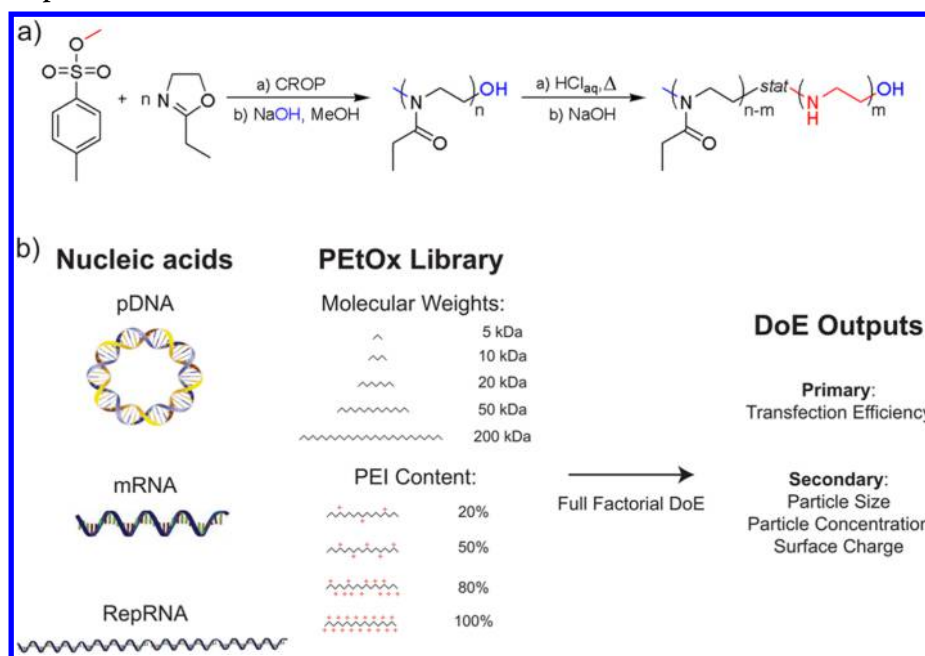 a)
O
O S O
+ n N O
a) CROP
b) NaOH, MeOH
N OH
n
O
a) HClaq, Δ
b) NaOH
N stat N OH
n-m H m
O
b)
Nucleic acids
pDNA
mRNA
RepRNA
PEtOx Library
Molecular Weights:
5 kDa
10 kDa
20 kDa
50 kDa
200 kDa
PEI Content:
20%
50%
80%
100%
Full Factorial DoE
DoE Outputs
Primary:
Transfection Efficiency
Secondary:
Particle Size
Particle Concentration
Surface Charge